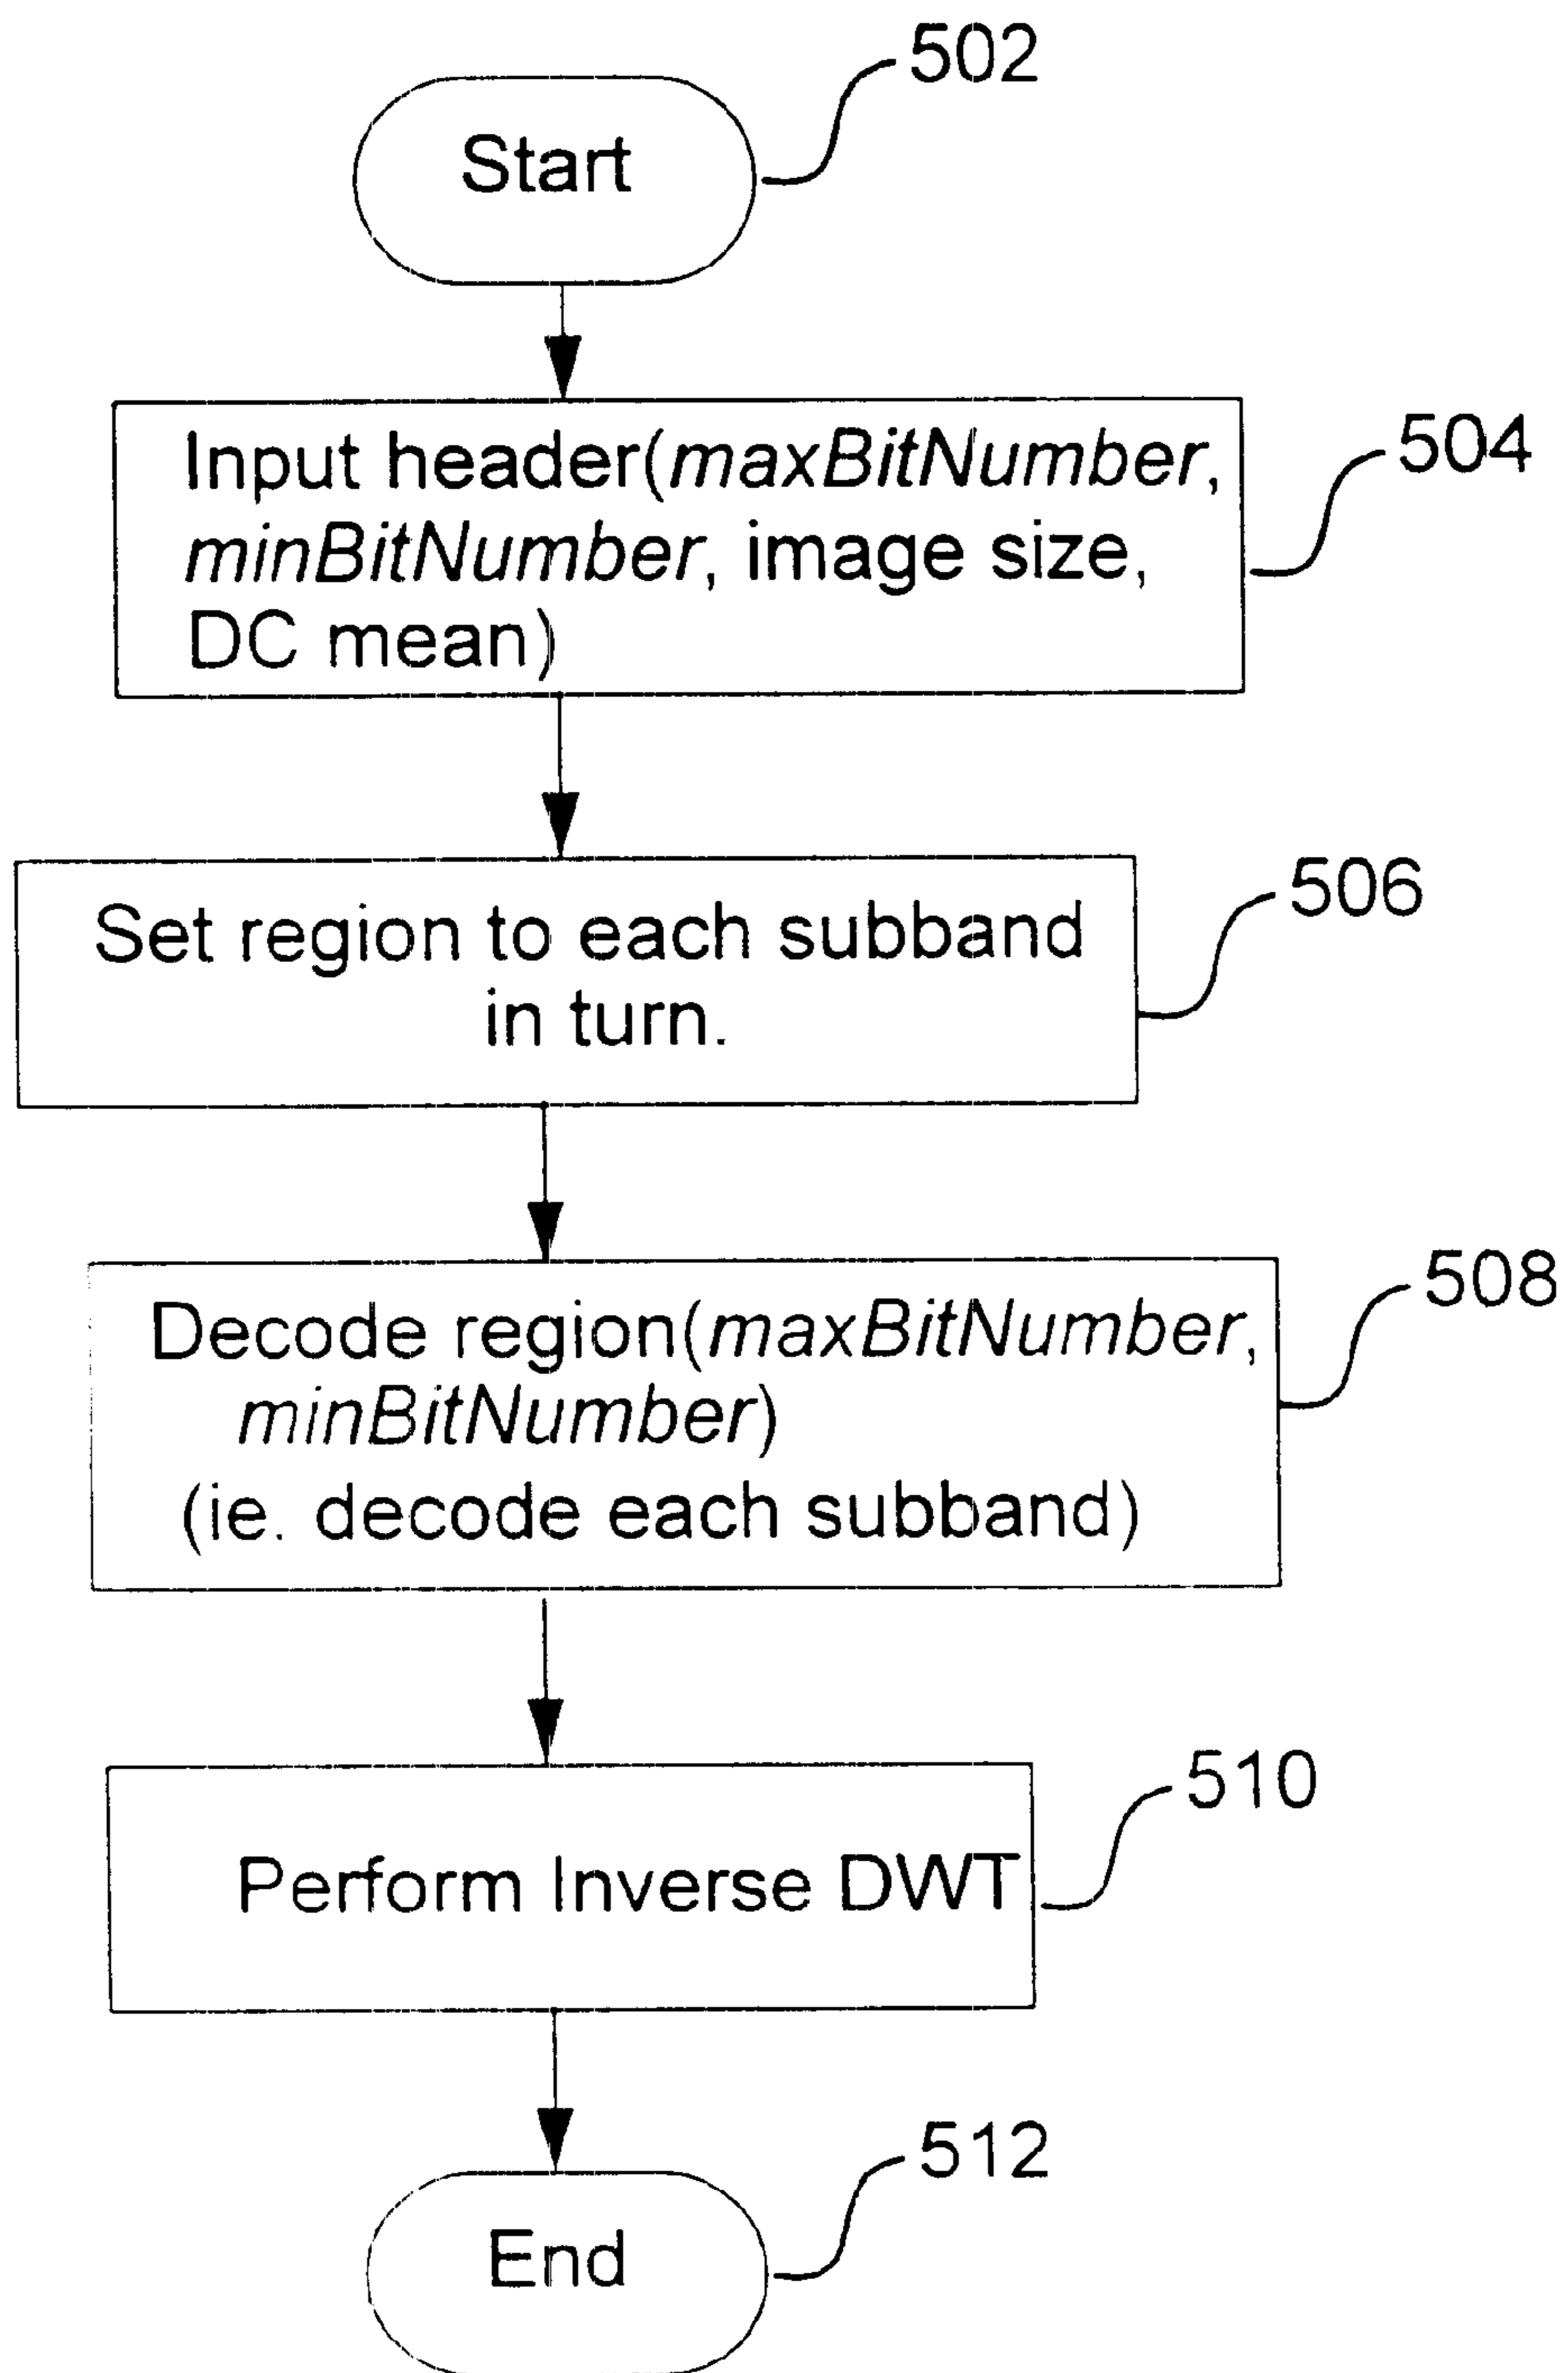 502
Start
504
Input header(maxBitNumber,
minBitNumber, image size,
DC mean)
506
Set region to each subband
in turn.
508
Decode region(maxBitNumber,
minBitNumber)
(ie. decode each subband)
510
Perform Inverse DWT
512
End